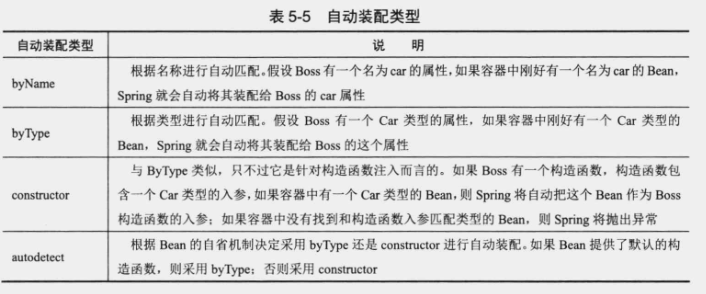 表 5-5 自动装配类型
自动装配类型
说 明
byName
根据名称进行自动匹配。假设 Boss 有一个名为 car 的属性,如果容器中刚好有一个名为 car 的 Bean,
Spring 就会自动将其装配给 Boss 的 car 属性
byType
根据类型进行自动匹配。假设 Boss 有一个 Car 类型的属性,如果容器中刚好有一个 Car 类型的
Bean,Spring 就会自动将其装配给 Boss 的这个属性
constructor
与 ByType 类似,只不过它是针对构造函数注入而言的。如果 Boss 有一个构造函数,构造函数包
含一个 Car 类型的入参,如果容器中有一个 Car 类型的 Bean,则 Spring 将自动把这个 Bean 作为 Boss
构造函数的入参;如果容器中没有找到和构造函数入参匹配类型的 Bean,则 Spring 将抛出异常
autodetect
根据 Bean 的自省机制决定采用 byType 还是 constructor 进行自动装配。如果 Bean 提供了默认的构
造函数,则采用 byType;否则采用 constructor